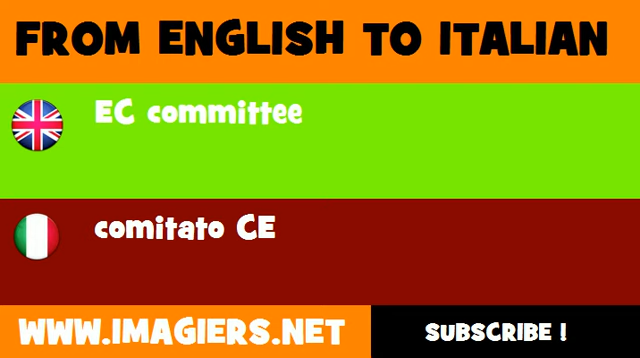 FROM ENGLISH TO ITALIAN
EC committee
comitato CE
WWW.IMAGIERS.NET
SUBSCRIBE !